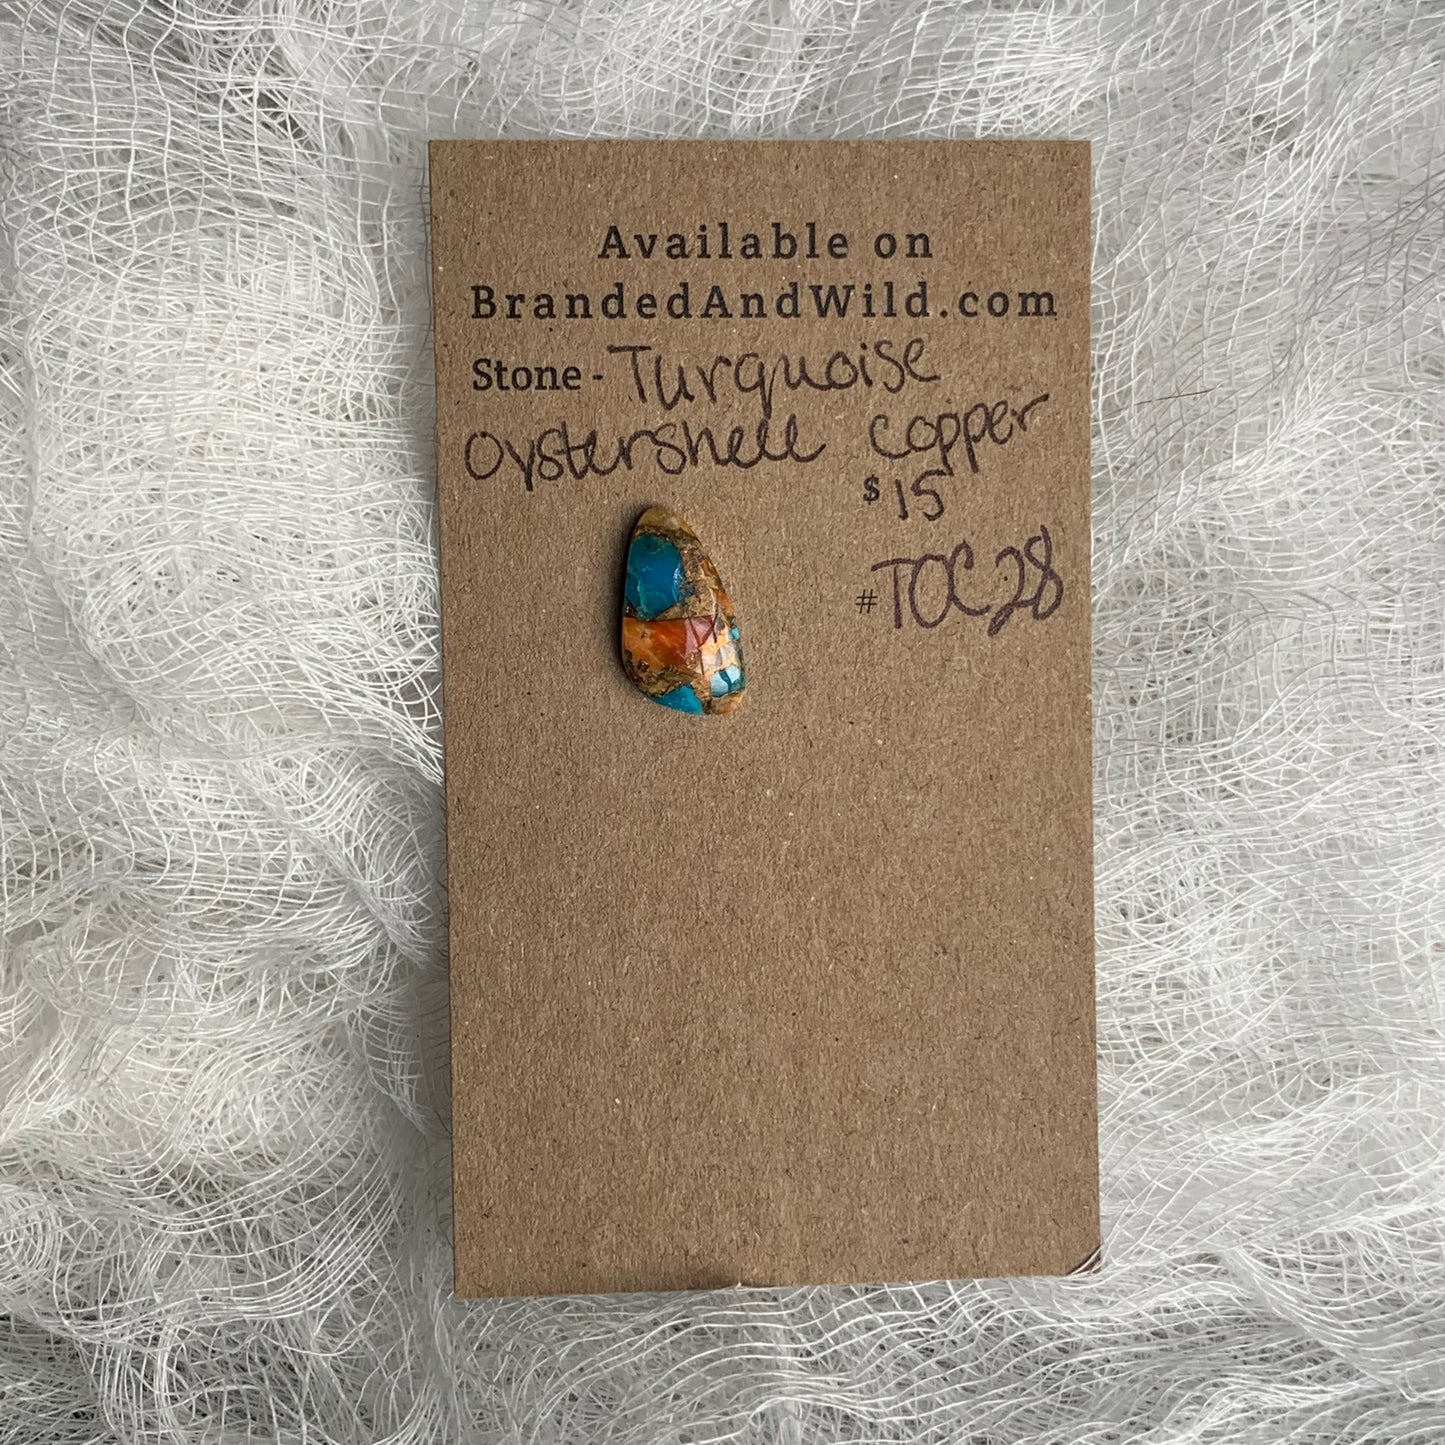 Available on
BrandedAndWild.com
Stone - Turquoise
Oystershell Copper
$15
#TOC28